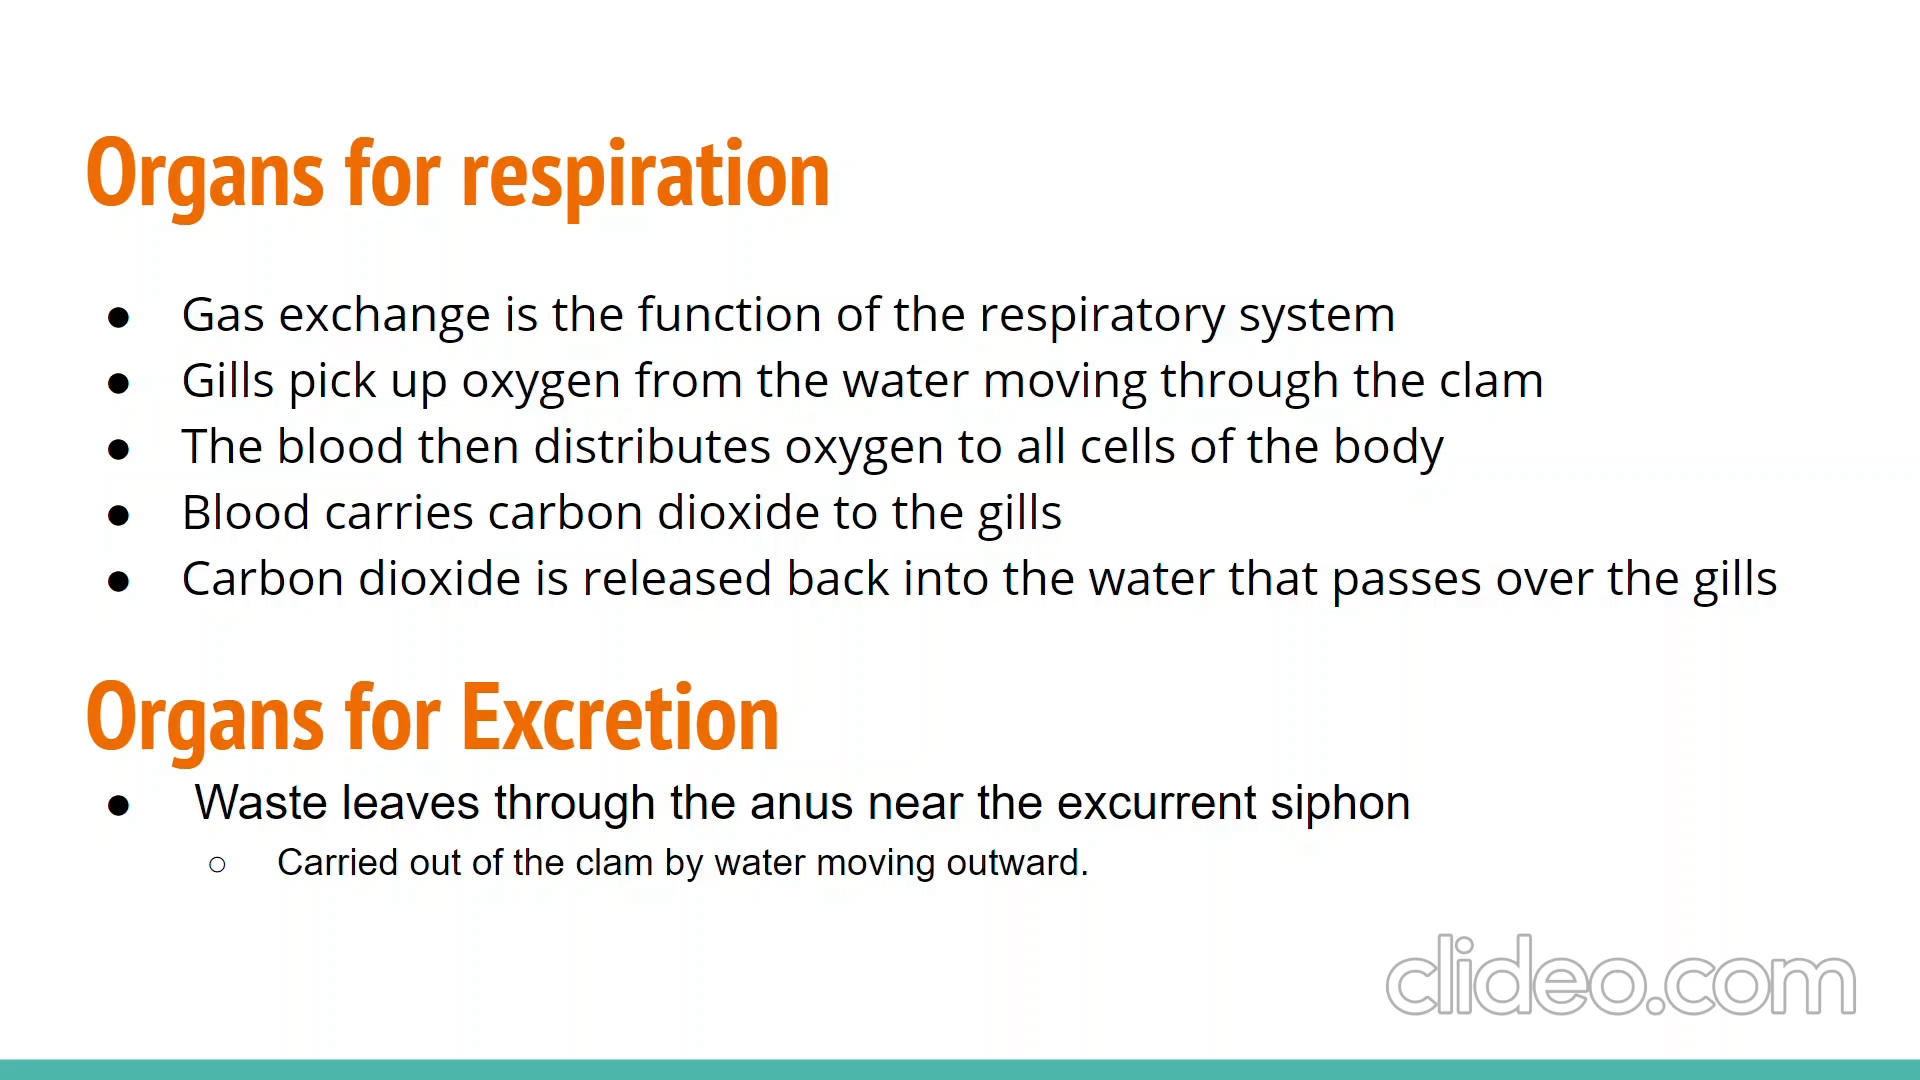 Organs for respiration
● Gas exchange is the function of the respiratory system
● Gills pick up oxygen from the water moving through the clam
● The blood then distributes oxygen to all cells of the body
● Blood carries carbon dioxide to the gills
● Carbon dioxide is released back into the water that passes over the gills
Organs for Excretion
● Waste leaves through the anus near the excurrent siphon
○ Carried out of the clam by water moving outward.
clideo.com